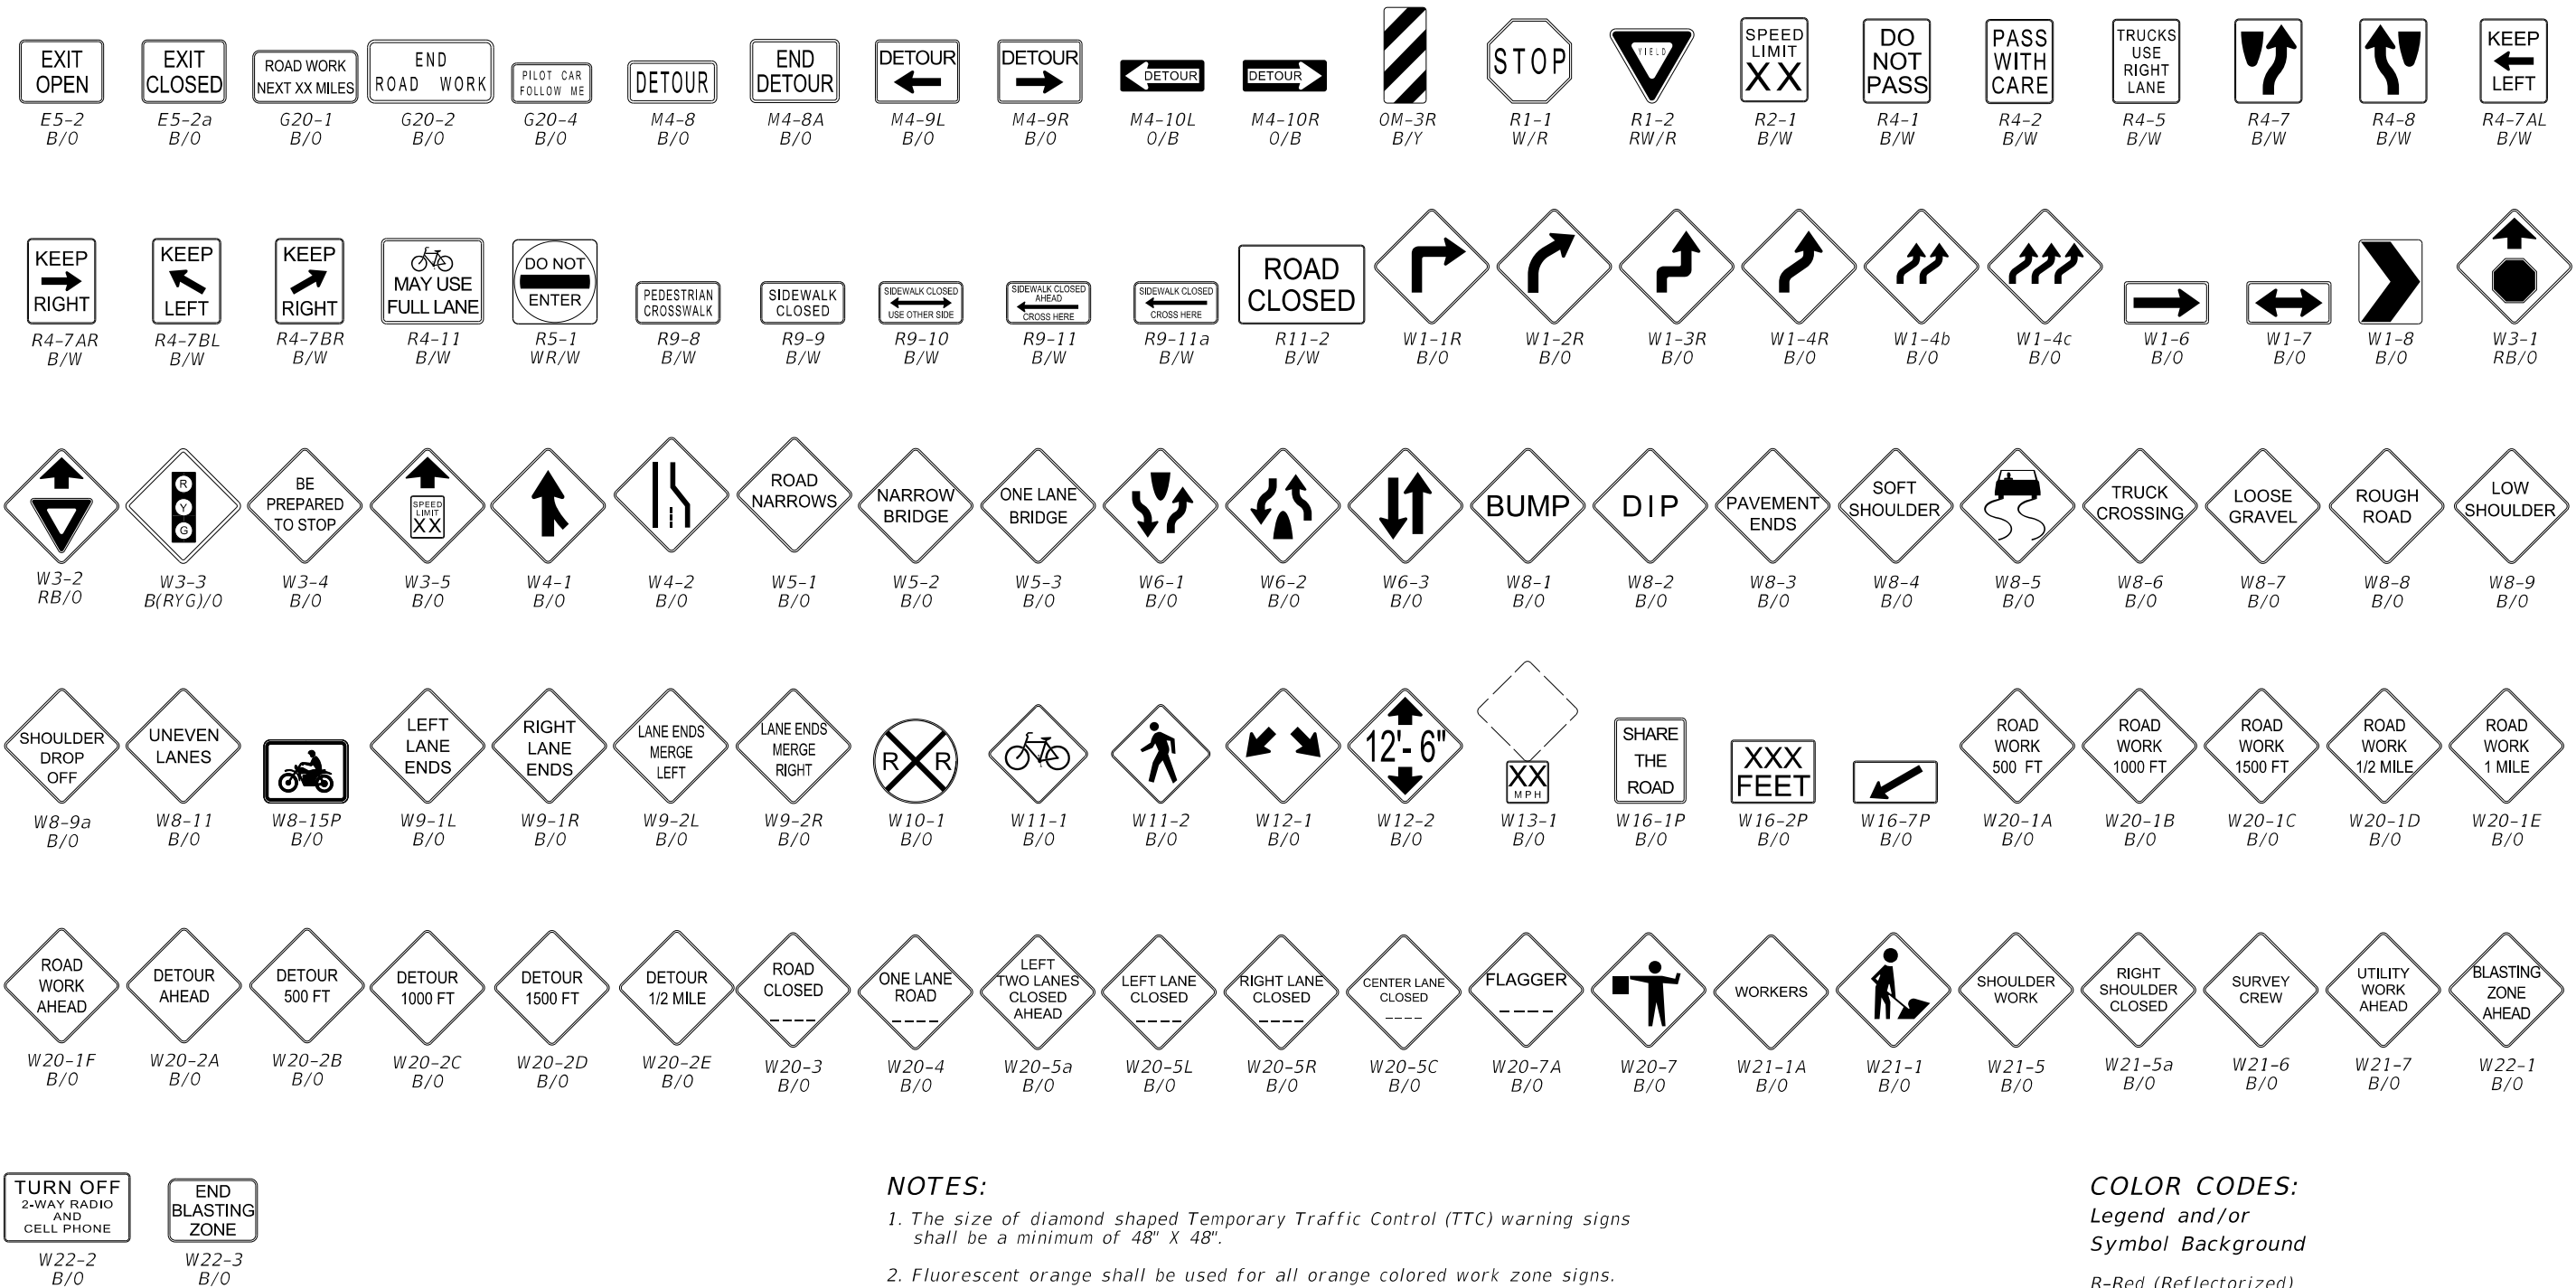 EXIT
OPEN
E5-2
B/O
EXIT
CLOSED
E5-2a
B/O
ROAD WORK
NEXT XX MILES
G20-1
B/O
END
ROAD WORK
G20-2
B/O
PILOT CAR
FOLLOW ME
G20-4
B/O
DETOUR
M4-8
B/O
END
DETOUR
M4-8A
B/O
DETOUR
M4-9L
B/O
DETOUR
M4-9R
B/O
DETOUR
M4-10L
O/B
DETOUR
M4-10R
O/B
OM-3R
B/Y
STOP
R1-1
W/R
YIELD
R1-2
RW/R
SPEED
LIMIT
XX
R2-1
B/W
DO
NOT
PASS
R4-1
B/W
PASS
WITH
CARE
R4-2
B/W
TRUCKS
USE
RIGHT
LANE
R4-5
B/W
R4-7
B/W
R4-8
B/W
KEEP
LEFT
R4-7AL
B/W
KEEP
RIGHT
R4-7AR
B/W
KEEP
LEFT
R4-7BL
B/W
KEEP
RIGHT
R4-7BR
B/W
MAY USE
FULL LANE
R4-11
B/W
DO NOT
ENTER
R5-1
WR/W
PEDESTRIAN
CROSSWALK
R9-8
B/W
SIDEWALK
CLOSED
R9-9
B/W
SIDEWALK CLOSED
USE OTHER SIDE
R9-10
B/W
SIDEWALK CLOSED
AHEAD
CROSS HERE
R9-11
B/W
SIDEWALK CLOSED
CROSS HERE
R9-11a
B/W
ROAD
CLOSED
R11-2
B/W
W1-1R
B/O
W1-2R
B/O
W1-3R
B/O
W1-4R
B/O
W1-4b
B/O
W1-4c
B/O
W1-6
B/O
W1-7
B/O
W1-8
B/O
W3-1
RB/O
W3-2
RB/O
R
Y
G
W3-3
B(RYG)/O
BE
PREPARED
TO STOP
W3-4
B/O
SPEED
LIMIT
XX
W3-5
B/O
W4-1
B/O
W4-2
B/O
ROAD
NARROWS
W5-1
B/O
NARROW
BRIDGE
W5-2
B/O
ONE LANE
BRIDGE
W5-3
B/O
W6-1
B/O
W6-2
B/O
W6-3
B/O
BUMP
W8-1
B/O
DIP
W8-2
B/O
PAVEMENT
ENDS
W8-3
B/O
SOFT
SHOULDER
W8-4
B/O
W8-5
B/O
TRUCK
CROSSING
W8-6
B/O
LOOSE
GRAVEL
W8-7
B/O
ROUGH
ROAD
W8-8
B/O
LOW
SHOULDER
W8-9
B/O
SHOULDER
DROP
OFF
W8-9a
B/O
UNEVEN
LANES
W8-11
B/O
W8-15P
B/O
LEFT
LANE
ENDS
W9-1L
B/O
RIGHT
LANE
ENDS
W9-1R
B/O
LANE ENDS
MERGE
LEFT
W9-2L
B/O
LANE ENDS
MERGE
RIGHT
W9-2R
B/O
R R
W10-1
B/O
W11-1
B/O
W11-2
B/O
W12-1
B/O
12'- 6"
W12-2
B/O
XX
MPH
W13-1
B/O
SHARE
THE
ROAD
W16-1P
B/O
XXX
FEET
W16-2P
B/O
W16-7P
B/O
ROAD
WORK
500 FT
W20-1A
B/O
ROAD
WORK
1000 FT
W20-1B
B/O
ROAD
WORK
1500 FT
W20-1C
B/O
ROAD
WORK
1/2 MILE
W20-1D
B/O
ROAD
WORK
1 MILE
W20-1E
B/O
ROAD
WORK
AHEAD
W20-1F
B/O
DETOUR
AHEAD
W20-2A
B/O
DETOUR
500 FT
W20-2B
B/O
DETOUR
1000 FT
W20-2C
B/O
DETOUR
1500 FT
W20-2D
B/O
DETOUR
1/2 MILE
W20-2E
B/O
ROAD
CLOSED
----
W20-3
B/O
ONE LANE
ROAD
----
W20-4
B/O
LEFT
TWO LANES
CLOSED
AHEAD
W20-5a
B/O
LEFT LANE
CLOSED
----
W20-5L
B/O
RIGHT LANE
CLOSED
----
W20-5R
B/O
CENTER LANE
CLOSED
----
W20-5C
B/O
FLAGGER
----
W20-7A
B/O
W20-7
B/O
WORKERS
W21-1A
B/O
W21-1
B/O
SHOULDER
WORK
W21-5
B/O
RIGHT
SHOULDER
CLOSED
W21-5a
B/O
SURVEY
CREW
W21-6
B/O
UTILITY
WORK
AHEAD
W21-7
B/O
BLASTING
ZONE
AHEAD
W22-1
B/O
TURN OFF
2-WAY RADIO
AND
CELL PHONE
W22-2
B/O
END
BLASTING
ZONE
W22-3
B/O
NOTES:
1. The size of diamond shaped Temporary Traffic Control (TTC) warning signs
shall be a minimum of 48" X 48".
2. Fluorescent orange shall be used for all orange colored work zone signs.
COLOR CODES:
Legend and/or
Symbol Background
R-Red (Reflectorized)